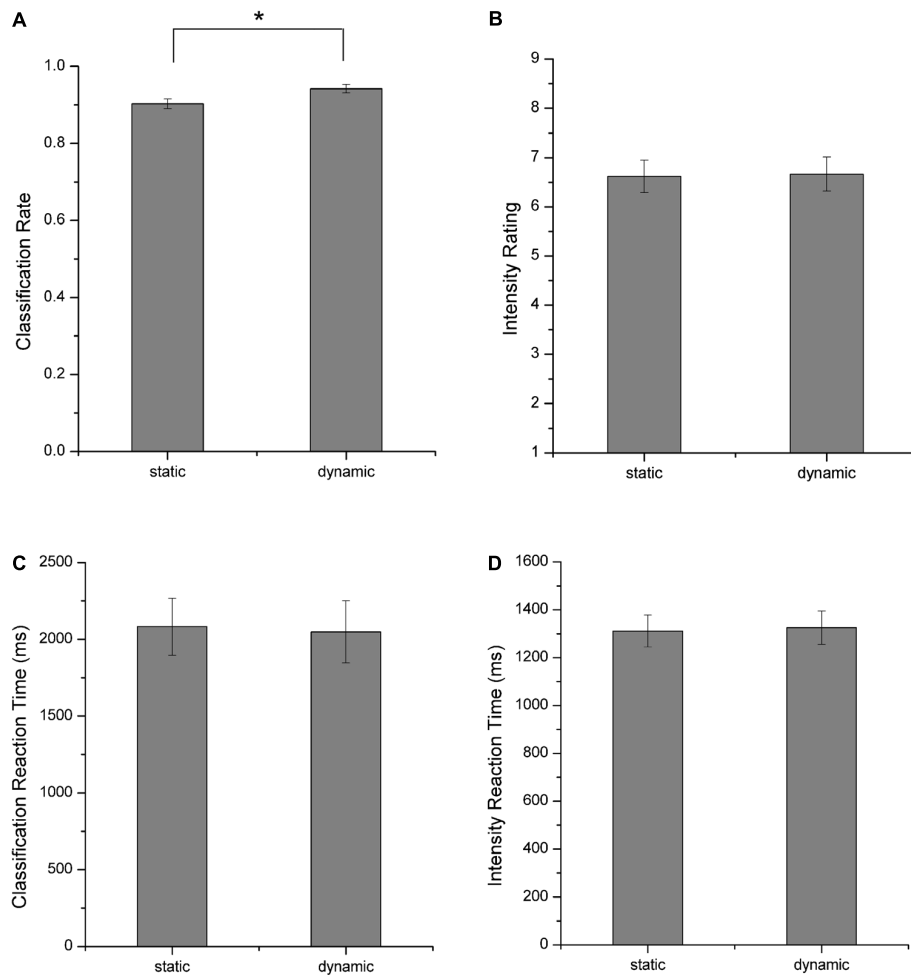 A
*
Classification Rate
1.0
0.8
0.6
0.4
0.2
0.0
static dynamic
B
Intensity Rating
9
8
7
6
5
4
3
2
1
static dynamic
C
Classification Reaction Time (ms)
2500
2000
1500
1000
500
0
static dynamic
D
Intensity Reaction Time (ms)
1600
1400
1200
1000
800
600
400
200
0
static dynamic